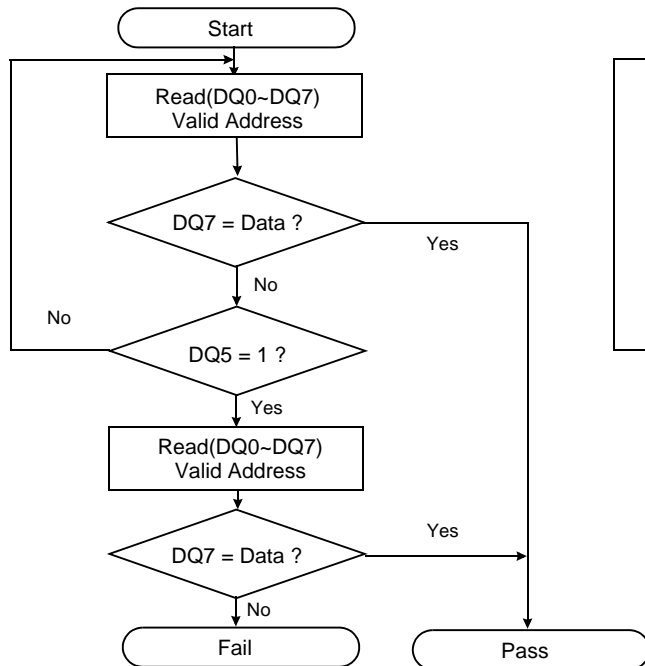 Start
Read(DQ0~DQ7)
Valid Address
DQ7 = Data ?
Yes
No
No
DQ5 = 1 ?
Yes
Read(DQ0~DQ7)
Valid Address
DQ7 = Data ?
Yes
No
Fail
Pass